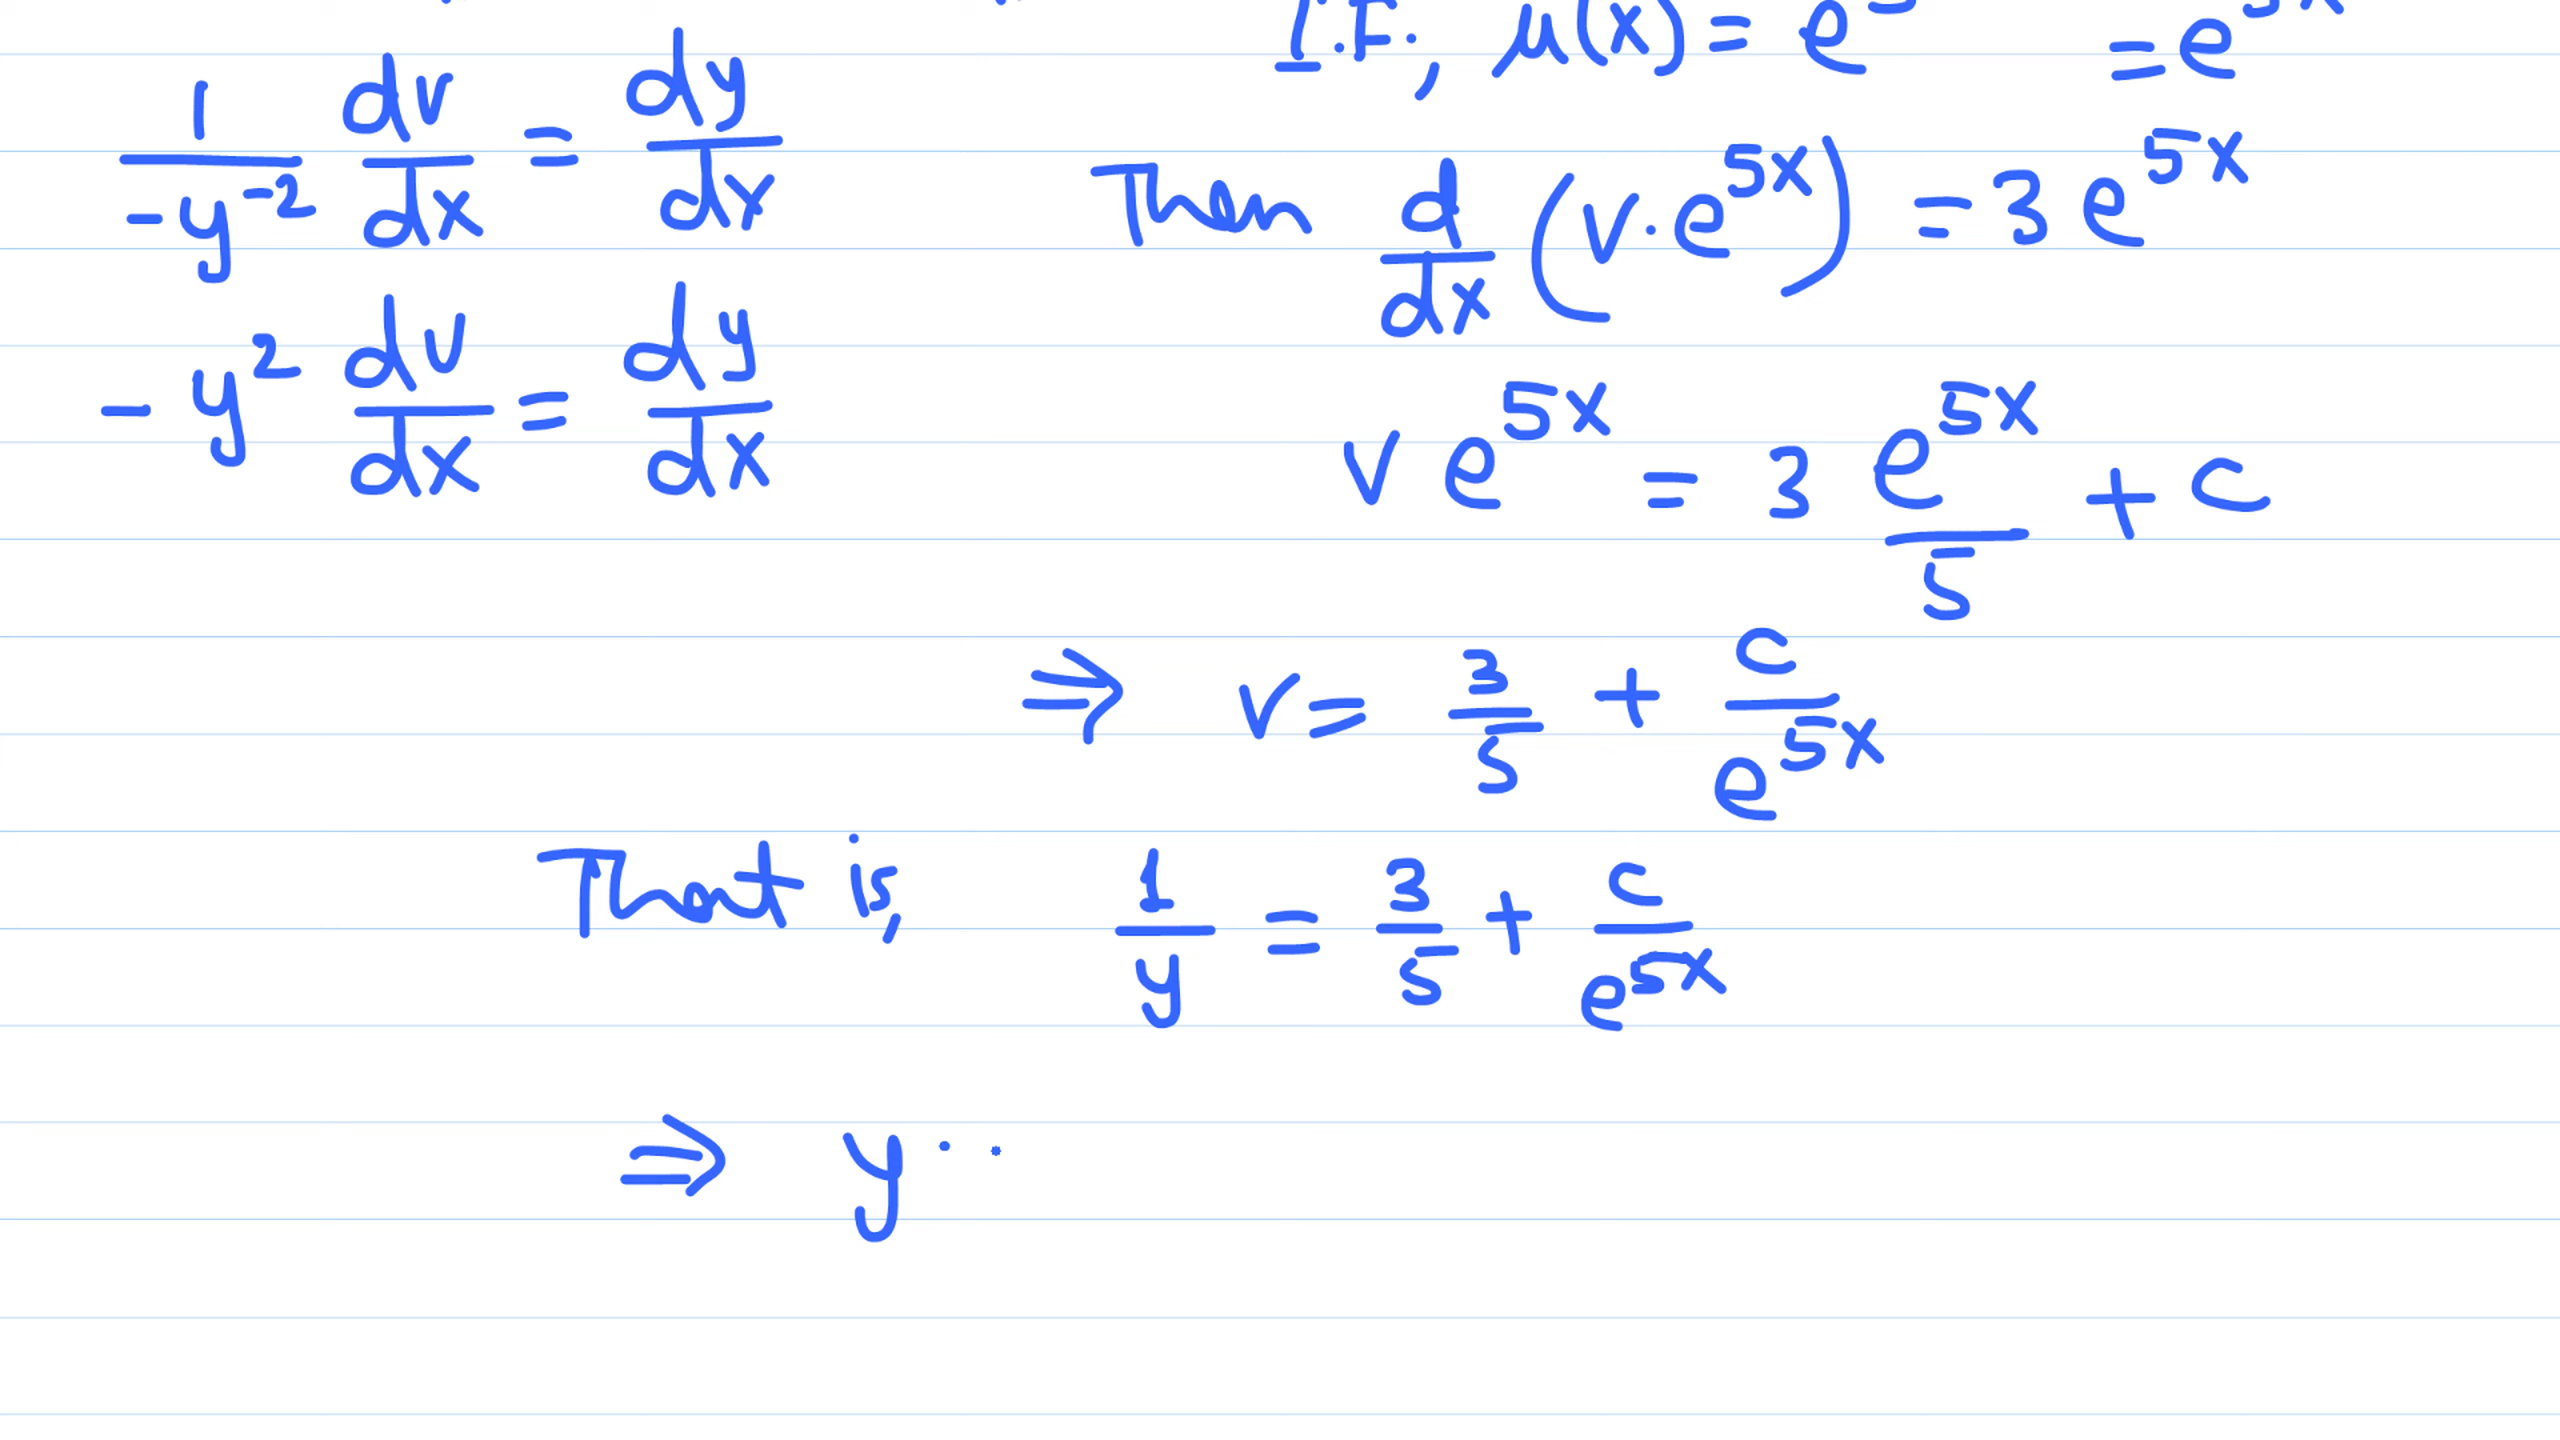 I.F., μ(x) = e = e
1/(-y^-2) dv/dx = dy/dx
Then d/dx (v·e^5x) = 3e^5x
-y^2 dv/dx = dy/dx
v e^5x = 3 e^5x/5 + c
⇒ v = 3/5 + c/e^5x
That is, 1/y = 3/5 + c/e^5x
⇒ y